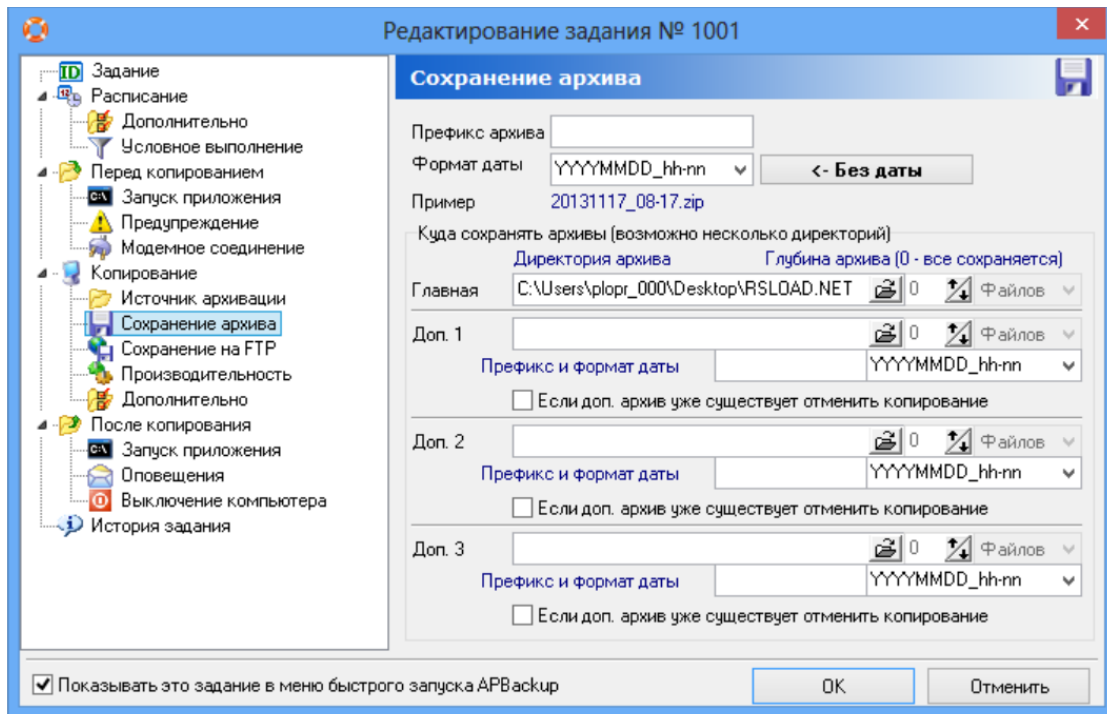 Редактирование задания № 1001
ID Задание
Расписание
Дополнительно
Условное выполнение
Перед копированием
Запуск приложения
Предупреждение
Модемное соединение
Копирование
Источник архивации
Сохранение архива
Сохранение на FTP
Производительность
Дополнительно
После копирования
Запуск приложения
Оповещения
Выключение компьютера
История задания
Сохранение архива
Префикс архива
Формат даты YYYYMMDD_hh-nn <- Без даты
Пример 20131117_08-17.zip
Куда сохранять архивы (возможно несколько директорий)
Директория архива Глубина архива (0 - все сохраняется)
Главная C:\Users\plopr_000\Desktop\RSLOAD.NET 0 Файлов
Доп. 1 0 Файлов
Префикс и формат даты YYYYMMDD_hh-nn
Если доп. архив уже существует отменить копирование
Доп. 2 0 Файлов
Префикс и формат даты YYYYMMDD_hh-nn
Если доп. архив уже существует отменить копирование
Доп. 3 0 Файлов
Префикс и формат даты YYYYMMDD_hh-nn
Если доп. архив уже существует отменить копирование
Показывать это задание в меню быстрого запуска APBackup
OK Отменить